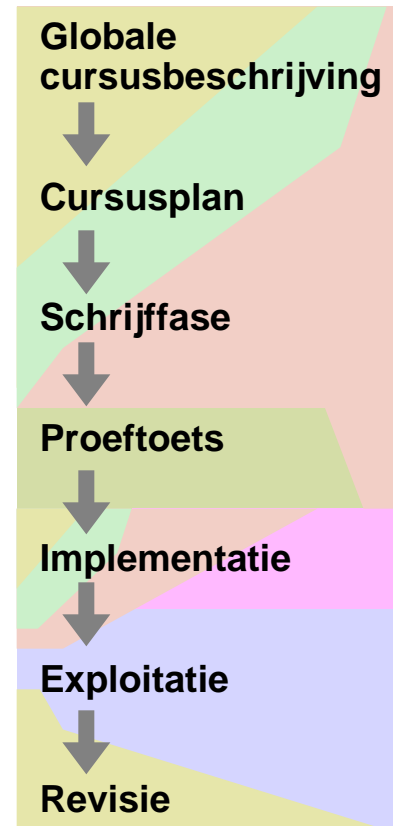 Globale
cursusbeschrijving
Cursusplan
Schrijffase
Proeftoets
Implementatie
Exploitatie
Revisie